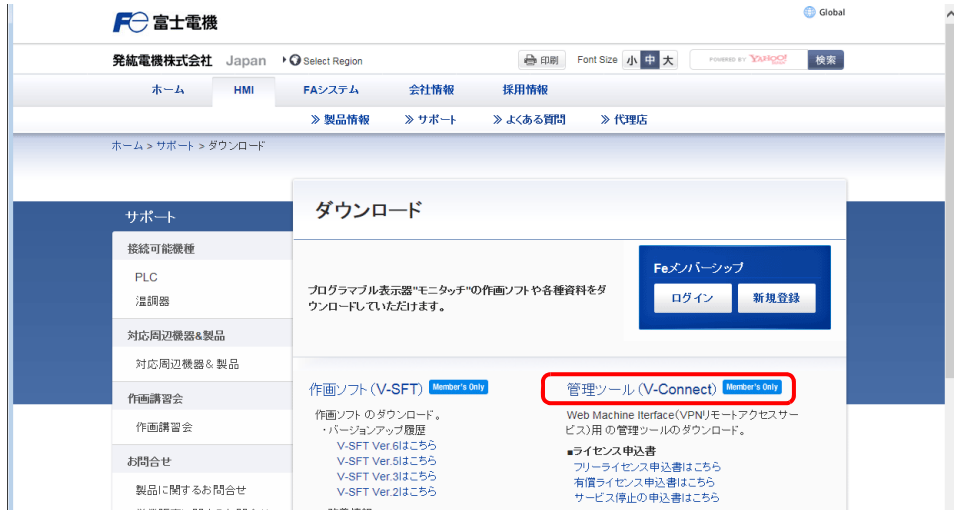 Global
Fe 富士電機
発紘電機株式会社 Japan Select Region 印刷 Font Size 小 中 大 POWERED BY YAHOO! 検索
ホーム HMI FAシステム 会社情報 採用情報
≫ 製品情報 ≫ サポート ≫ よくある質問 ≫ 代理店
ホーム > サポート > ダウンロード
サポート
接続可能機種
PLC
温調器
対応周辺機器&製品
対応周辺機器& 製品
作画講習会
作画講習会
お問合せ
製品に関するお問合せ
ダウンロード
プログラマブル表示器"モニタッチ"の作画ソフトや各種資料をダ
ウンロードしていただけます。
Feメンバーシップ
ログイン 新規登録
作画ソフト(V-SFT) Member's Only
作画ソフト のダウンロード。
・バージョンアップ履歴
V-SFT Ver.6はこちら
V-SFT Ver.5はこちら
V-SFT Ver.3はこちら
V-SFT Ver.2はこちら
管理ツール(V-Connect) Member's Only
Web Machine Iterface(VPNリモートアクセスサー
ビス)用 の管理ツールのダウンロード。
■ライセンス申込書
フリーライセンス申込書はこちら
有償ライセンス申込書はこちら
サービス停止の申込書はこちら